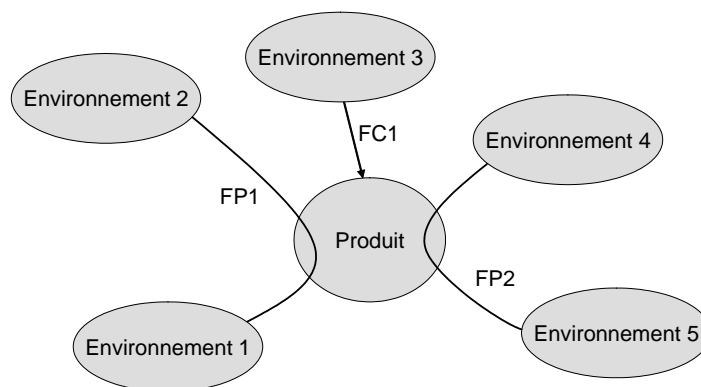 Environnement 3
Environnement 2
FC1
Environnement 4
FP1
Produit
FP2
Environnement 5
Environnement 1